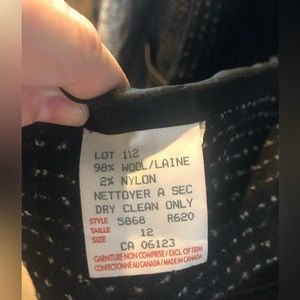 LOT 112
98% WOOL/LAINE
2% NYLON
NETTOYER A SEC
DRY CLEAN ONLY
STYLE 5868 R620
TAILLE
SIZE 12
CA 06123
GARNITURE NON COMPRISE / EXCL OF TRIM
CONFECTIONNÉ AU CANADA / MADE IN CANADA